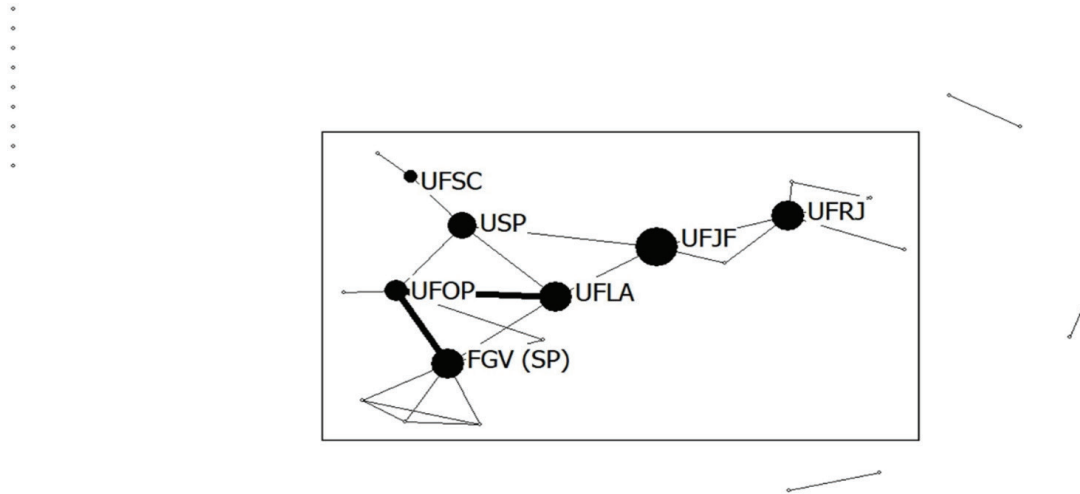 UFSC
USP
UFJF
UFRJ
UFOP
UFLA
FGV (SP)